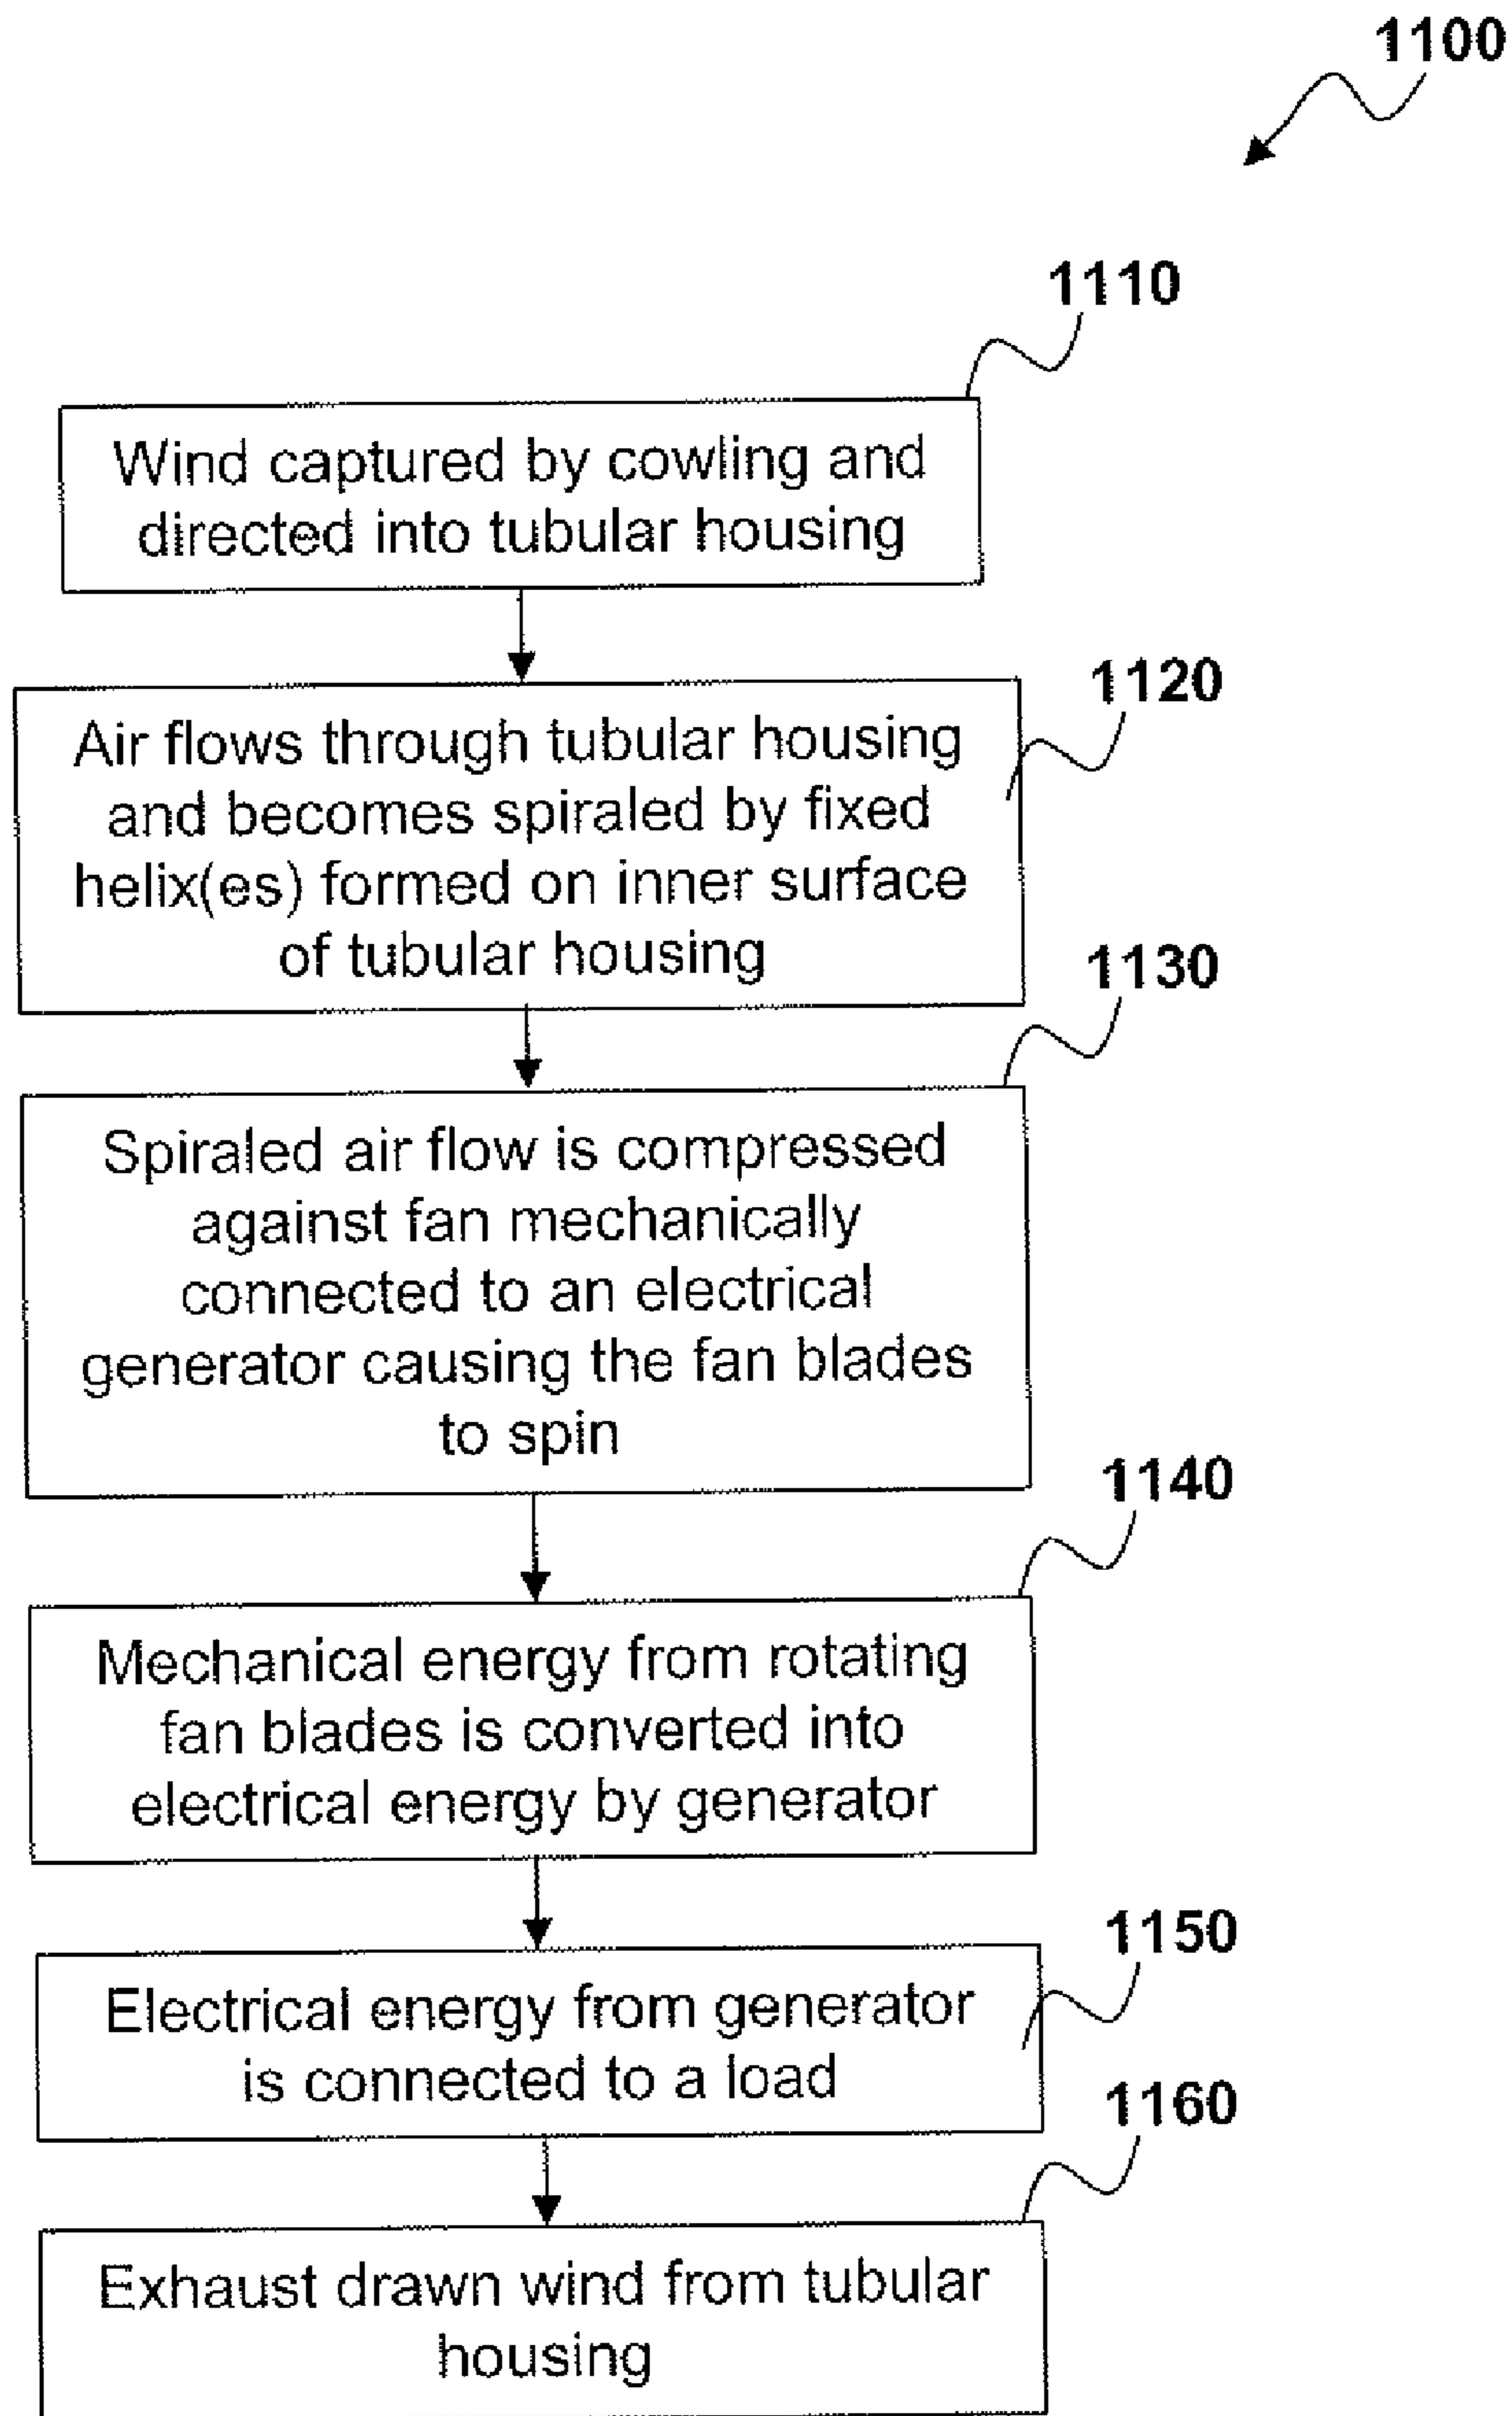 1100
1110
Wind captured by cowling and
directed into tubular housing
1120
Air flows through tubular housing
and becomes spiraled by fixed
helix(es) formed on inner surface
of tubular housing
1130
Spiraled air flow is compressed
against fan mechanically
connected to an electrical
generator causing the fan blades
to spin
1140
Mechanical energy from rotating
fan blades is converted into
electrical energy by generator
1150
Electrical energy from generator
is connected to a load
1160
Exhaust drawn wind from tubular
housing